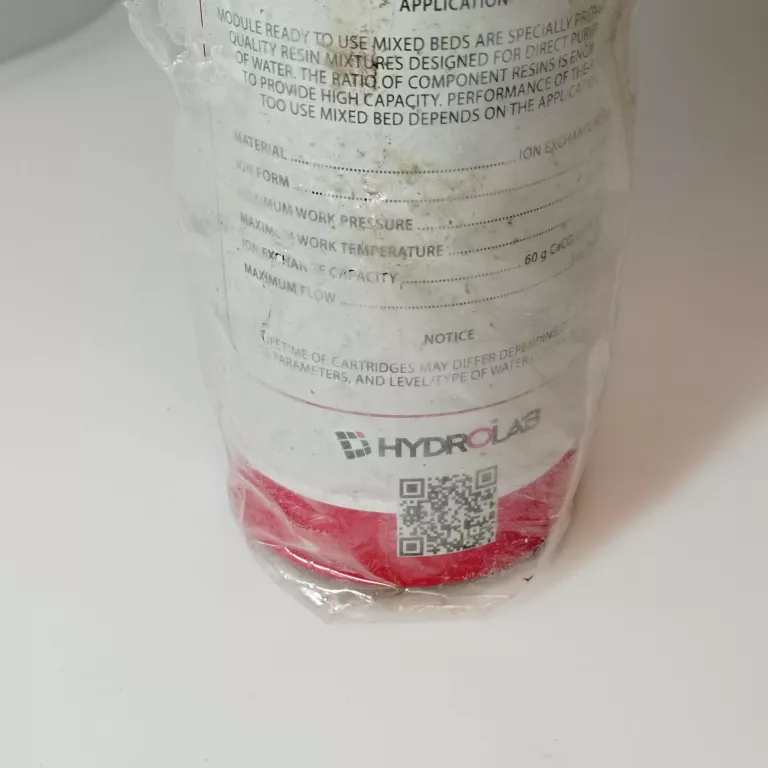 APPLICATION
MODULE READY TO USE MIXED BEDS ARE SPECIALLY
QUALITY RESIN MIXTURES DESIGNED FOR DIRECT
OF WATER. THE RATIO OF COMPONENT RESINS IS
TO PROVIDE HIGH CAPACITY. PERFORMANCE OF
TOO USE MIXED BED DEPENDS ON THE
MATERIAL ION
ION FORM
MAXIMUM WORK PRESSURE
MAXIMUM WORK TEMPERATURE
ION EXCHANGE CAPACITY 60 g
MAXIMUM FLOW
NOTICE
LIFETIME OF CARTRIDGES MAY DIFFER DEPENDING
PARAMETERS, AND LEVEL/TYPE OF WATER
HYDROLAB